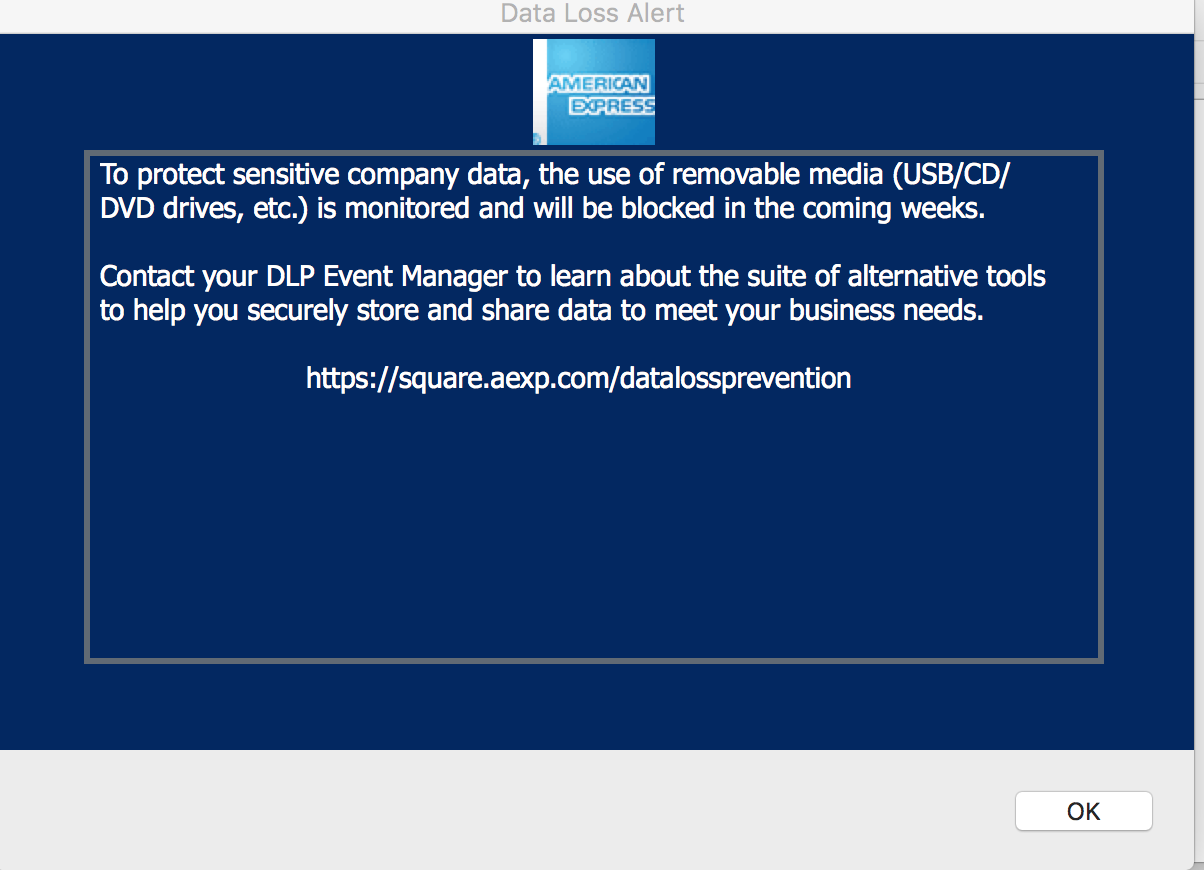 Data Loss Alert
AMERICAN
EXPRESS
To protect sensitive company data, the use of removable media (USB/CD/
DVD drives, etc.) is monitored and will be blocked in the coming weeks.
Contact your DLP Event Manager to learn about the suite of alternative tools
to help you securely store and share data to meet your business needs.
https://square.aexp.com/datalossprevention
OK